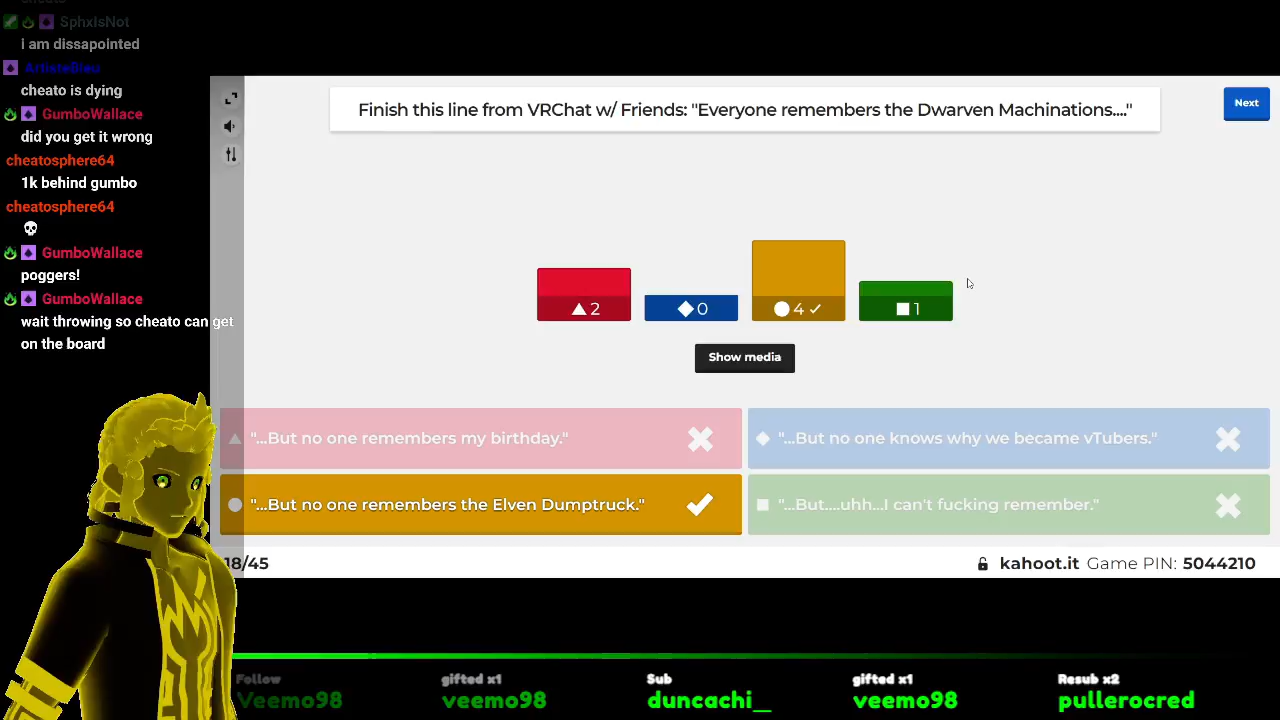 SphxIsNot
i am dissapointed
cheato is dying
GumboWallace
did you get it wrong
cheatosphere64
1k behind gumbo
cheatosphere64
GumboWallace
poggers!
GumboWallace
wait throwing so cheato can get
on the board
Finish this line from VRChat w/ Friends: "Everyone remembers the Dwarven Machinations...."
Next
2
0
4
1
Show media
"...But no one remembers my birthday."
"...But no one knows why we became vTubers."
"...But no one remembers the Elven Dumptruck."
"...But....uhh...I can't fucking remember."
18/45
kahoot.it Game PIN: 5044210
Follow
Veemo98
gifted x1
veemo98
Sub
duncachi__
gifted x1
veemo98
Resub x2
pullerocred